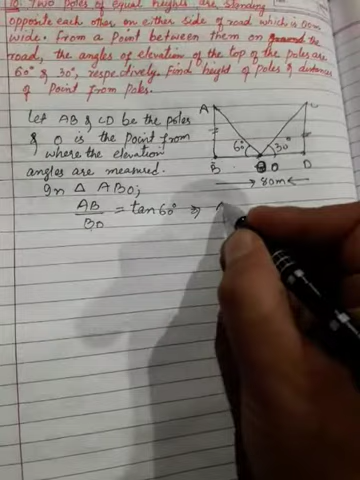 10. Two poles of equal heights are standing
opposite each other on either side of road which is 80m
wide. From a point between them on the
road, the angles of elevation of the top of the poles are
60° & 30°, respectively. Find height of poles & distances
of Point from Poles.
Let AB & CD be the poles
& O is the Point from
where the elevation
angles are measured.
In △ ABO;
AB/BO = tan60° ⇒
A C
60° 30°
B O D
80m